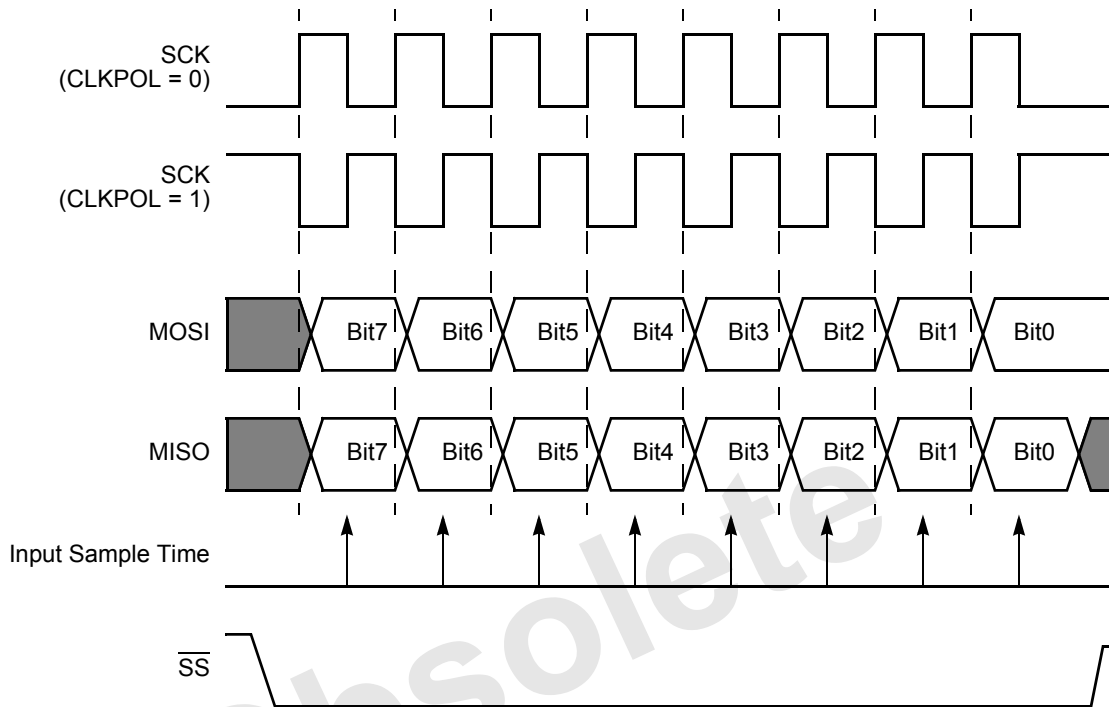 SCK
(CLKPOL = 0)
SCK
(CLKPOL = 1)
MOSI
Bit7 Bit6 Bit5 Bit4 Bit3 Bit2 Bit1 Bit0
MISO
Bit7 Bit6 Bit5 Bit4 Bit3 Bit2 Bit1 Bit0
Input Sample Time
SS
Obsolete